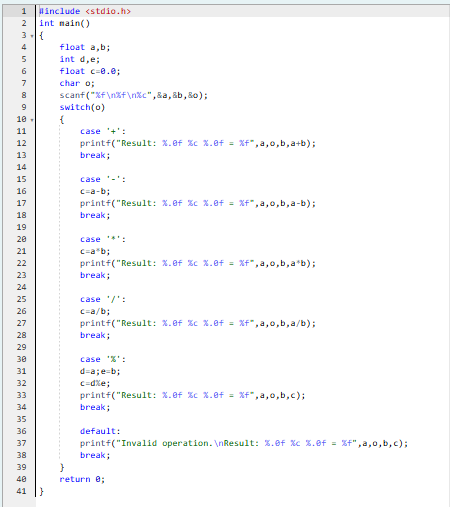 1 #include <stdio.h>
2 int main()
3 {
4 float a,b;
5 int d,e;
6 float c=0.0;
7 char o;
8 scanf("%f\n%f\n%c",&a,&b,&o);
9 switch(o)
10 {
11 case '+':
12 printf("Result: %.0f %c %.0f = %f",a,o,b,a+b);
13 break;
14
15 case '-':
16 c=a-b;
17 printf("Result: %.0f %c %.0f = %f",a,o,b,a-b);
18 break;
19
20 case '*':
21 c=a*b;
22 printf("Result: %.0f %c %.0f = %f",a,o,b,a*b);
23 break;
24
25 case '/':
26 c=a/b;
27 printf("Result: %.0f %c %.0f = %f",a,o,b,a/b);
28 break;
29
30 case '%':
31 d=a;e=b;
32 c=d%e;
33 printf("Result: %.0f %c %.0f = %f",a,o,b,c);
34 break;
35
36 default:
37 printf("Invalid operation.\nResult: %.0f %c %.0f = %f",a,o,b,c);
38 break;
39 }
40 return 0;
41 }